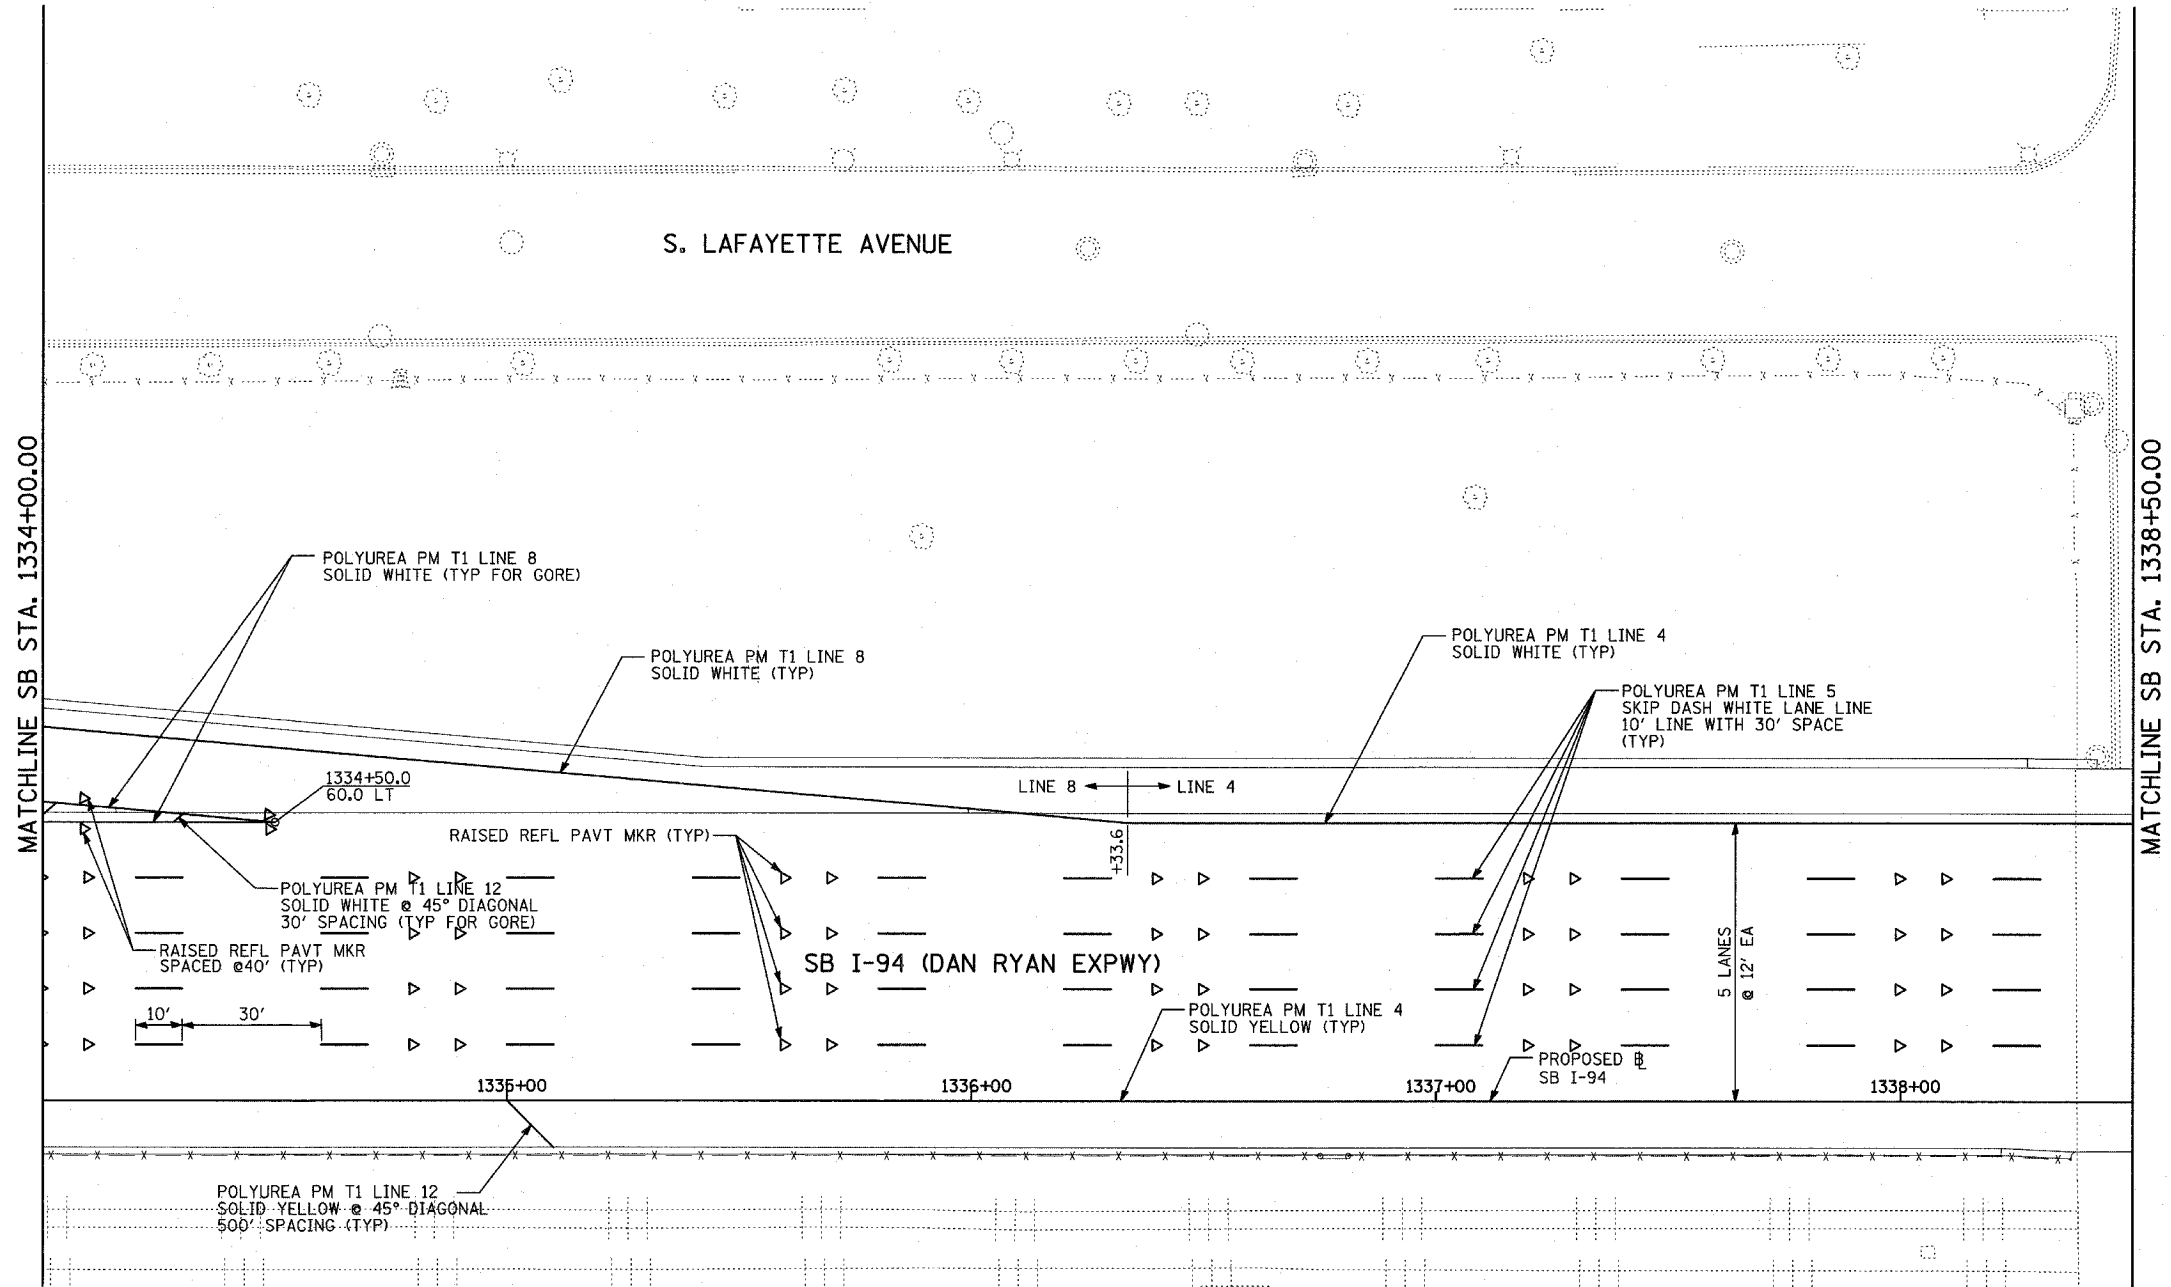 S. LAFAYETTE AVENUE
MATCHLINE SB STA. 1334+00.00
MATCHLINE SB STA. 1338+50.00
POLYUREA PM T1 LINE 8
SOLID WHITE (TYP FOR GORE)
POLYUREA PM T1 LINE 8
SOLID WHITE (TYP)
POLYUREA PM T1 LINE 4
SOLID WHITE (TYP)
POLYUREA PM T1 LINE 5
SKIP DASH WHITE LANE LINE
10' LINE WITH 30' SPACE
(TYP)
1334+50.0
60.0 LT
LINE 8
LINE 4
+33.6
RAISED REFL PAVT MKR (TYP)
POLYUREA PM T1 LINE 12
SOLID WHITE @ 45° DIAGONAL
30' SPACING (TYP FOR GORE)
RAISED REFL PAVT MKR
SPACED @40' (TYP)
SB I-94 (DAN RYAN EXPWY)
5 LANES
@ 12' EA
10'
30'
POLYUREA PM T1 LINE 4
SOLID YELLOW (TYP)
PROPOSED ⅊
SB I-94
1335+00
1336+00
1337+00
1338+00
POLYUREA PM T1 LINE 12
SOLID YELLOW @ 45° DIAGONAL
500' SPACING (TYP)